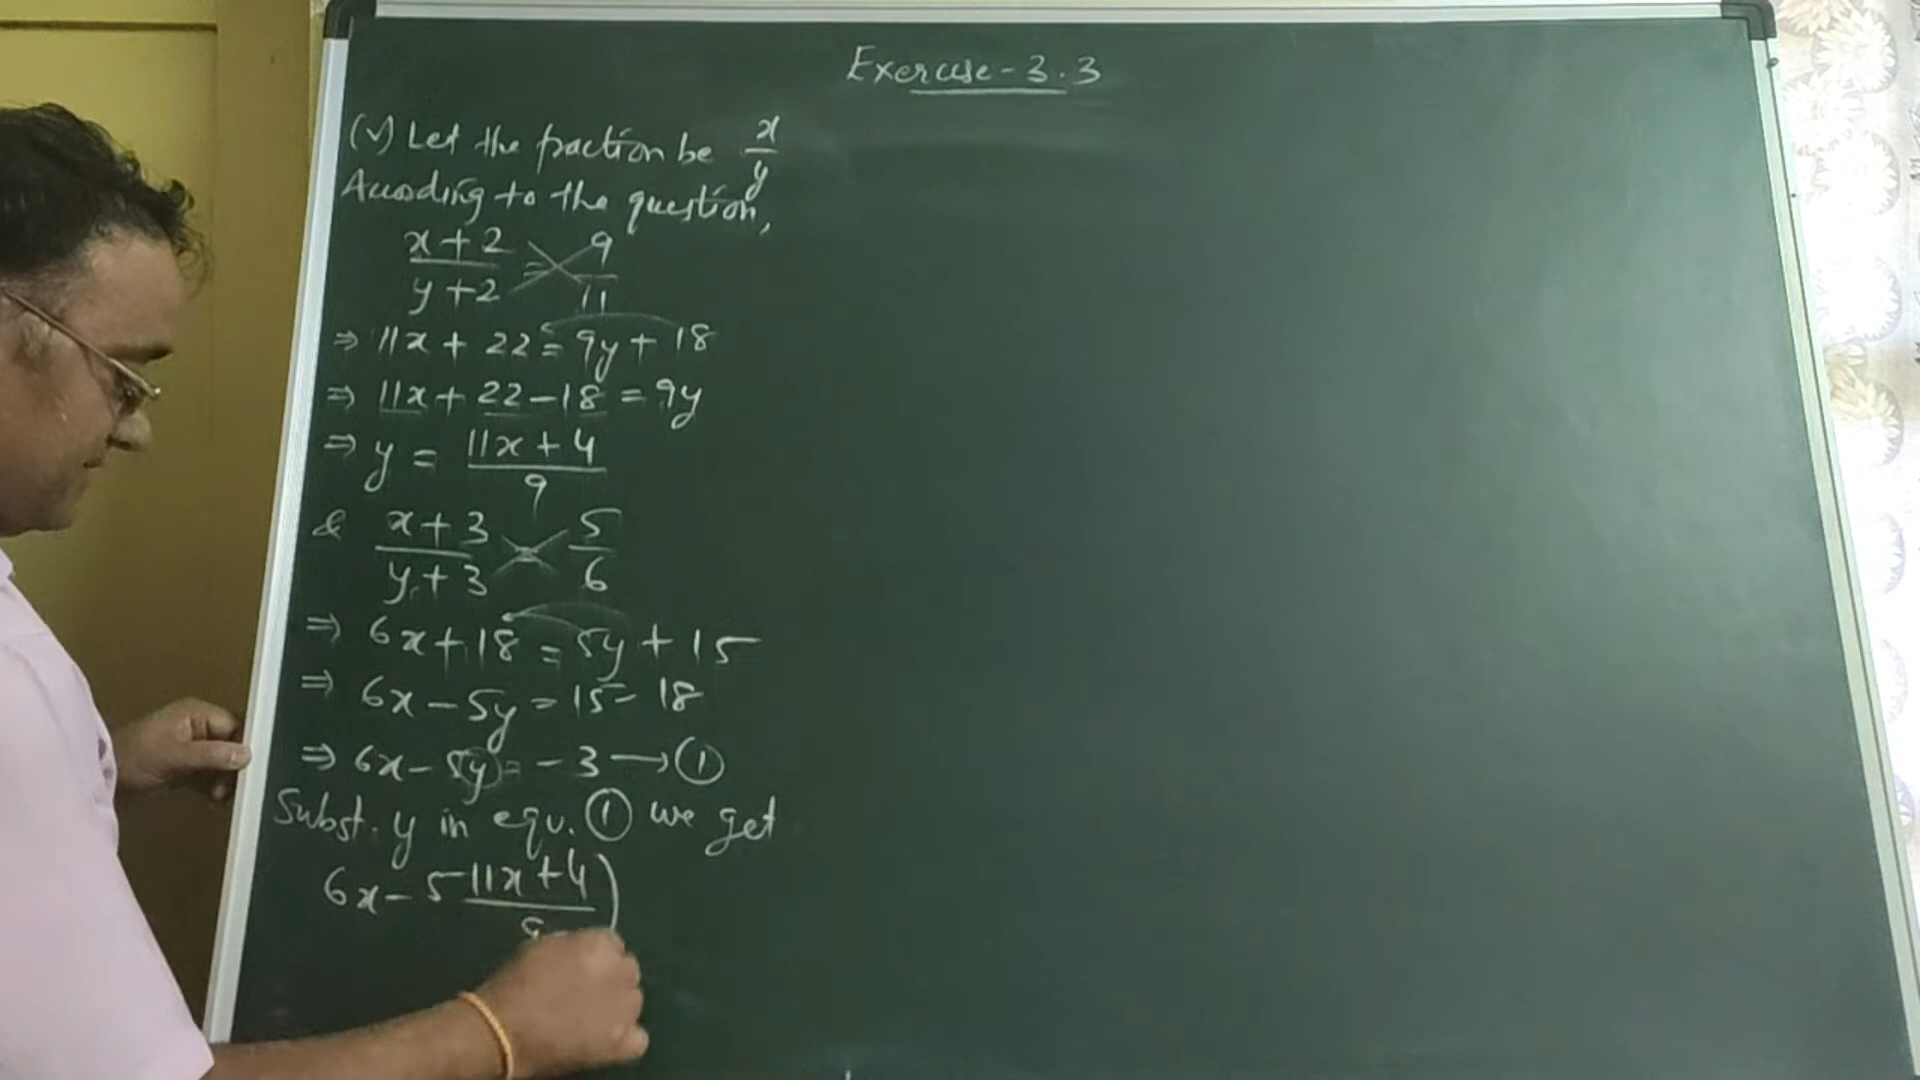 Exercise - 3.3
(v) Let the fraction be x/y
According to the question,
x+2/y+2 = 9/11
⇒ 11x + 22 = 9y + 18
⇒ 11x + 22 - 18 = 9y
⇒ y = 11x + 4/9
& x+3/y+3 = 5/6
⇒ 6x + 18 = 5y + 15
⇒ 6x - 5y = 15 - 18
⇒ 6x - 5y = - 3 → ①
Subst. y in equ. ① we get
6x - 5 11x + 4/9)